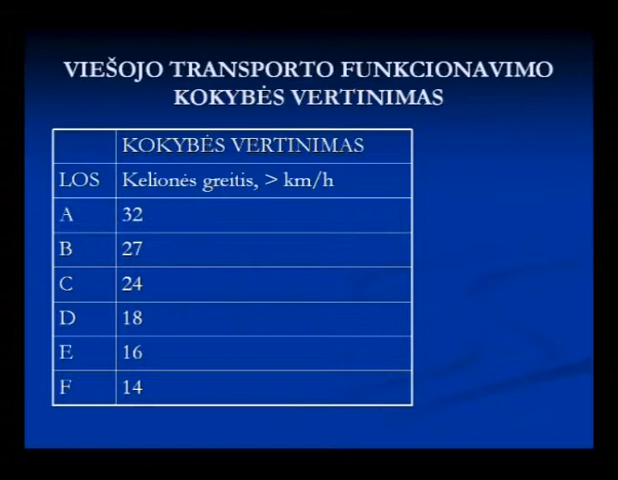 VIEŠOJO TRANSPORTO FUNKCIONAVIMO
KOKYBĖS VERTINIMAS
KOKYBĖS VERTINIMAS
LOS Kelionės greitis, > km/h
A 32
B 27
C 24
D 18
E 16
F 14